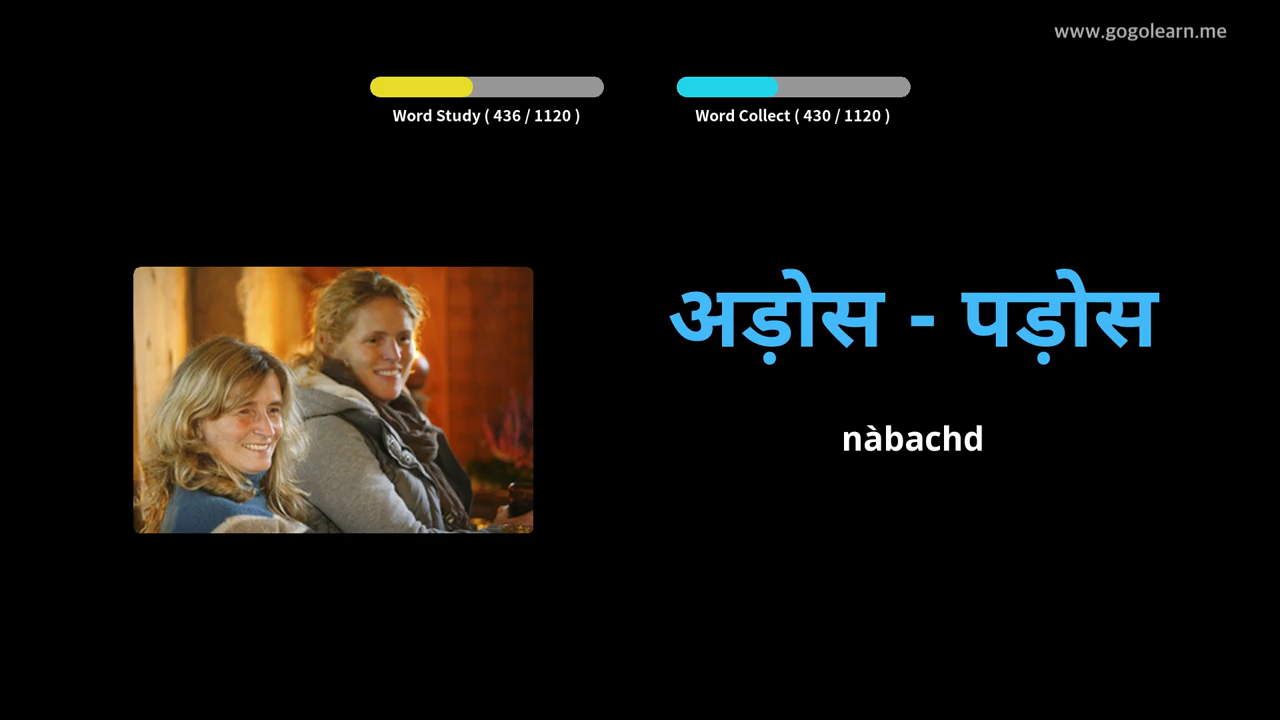 www.gogolearn.me
Word Study ( 436 / 1120 )
Word Collect ( 430 / 1120 )
अड़ोस - पड़ोस
nàbachd